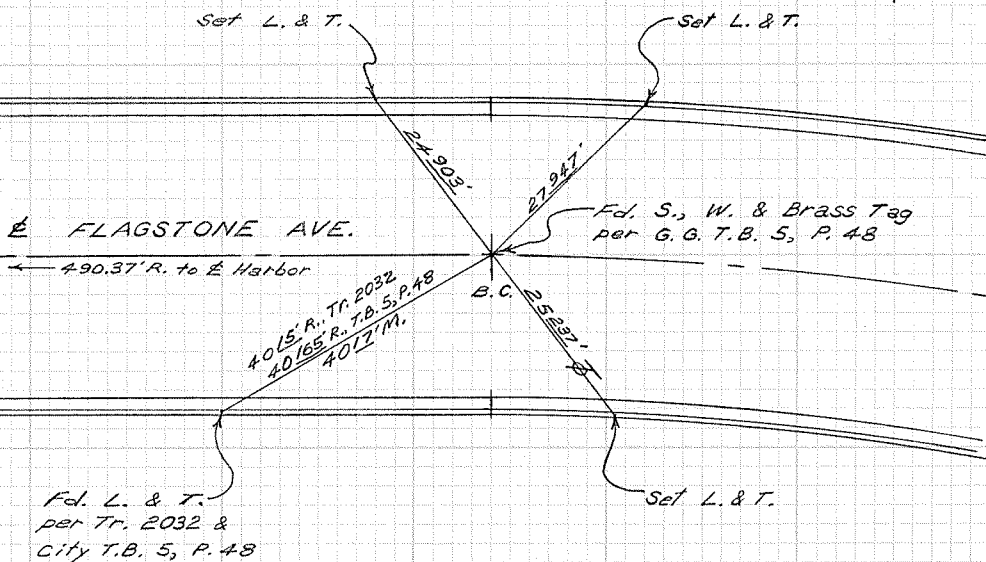 Set L. & T.
Set L. & T.
24.903'
27.947'
Fd. S., W. & Brass Tag
per G. G. T.B. 5, P. 48
℄ FLAGSTONE AVE.
← 490.37' R. to ℄ Harbor
B.C.
40.15' R., Tr. 2032
40.165' R., T.B. 5, P. 48
40.17' M.
25.237'
Fd. L. & T.
per Tr. 2032 &
City T.B. 5, P. 48
Set L. & T.